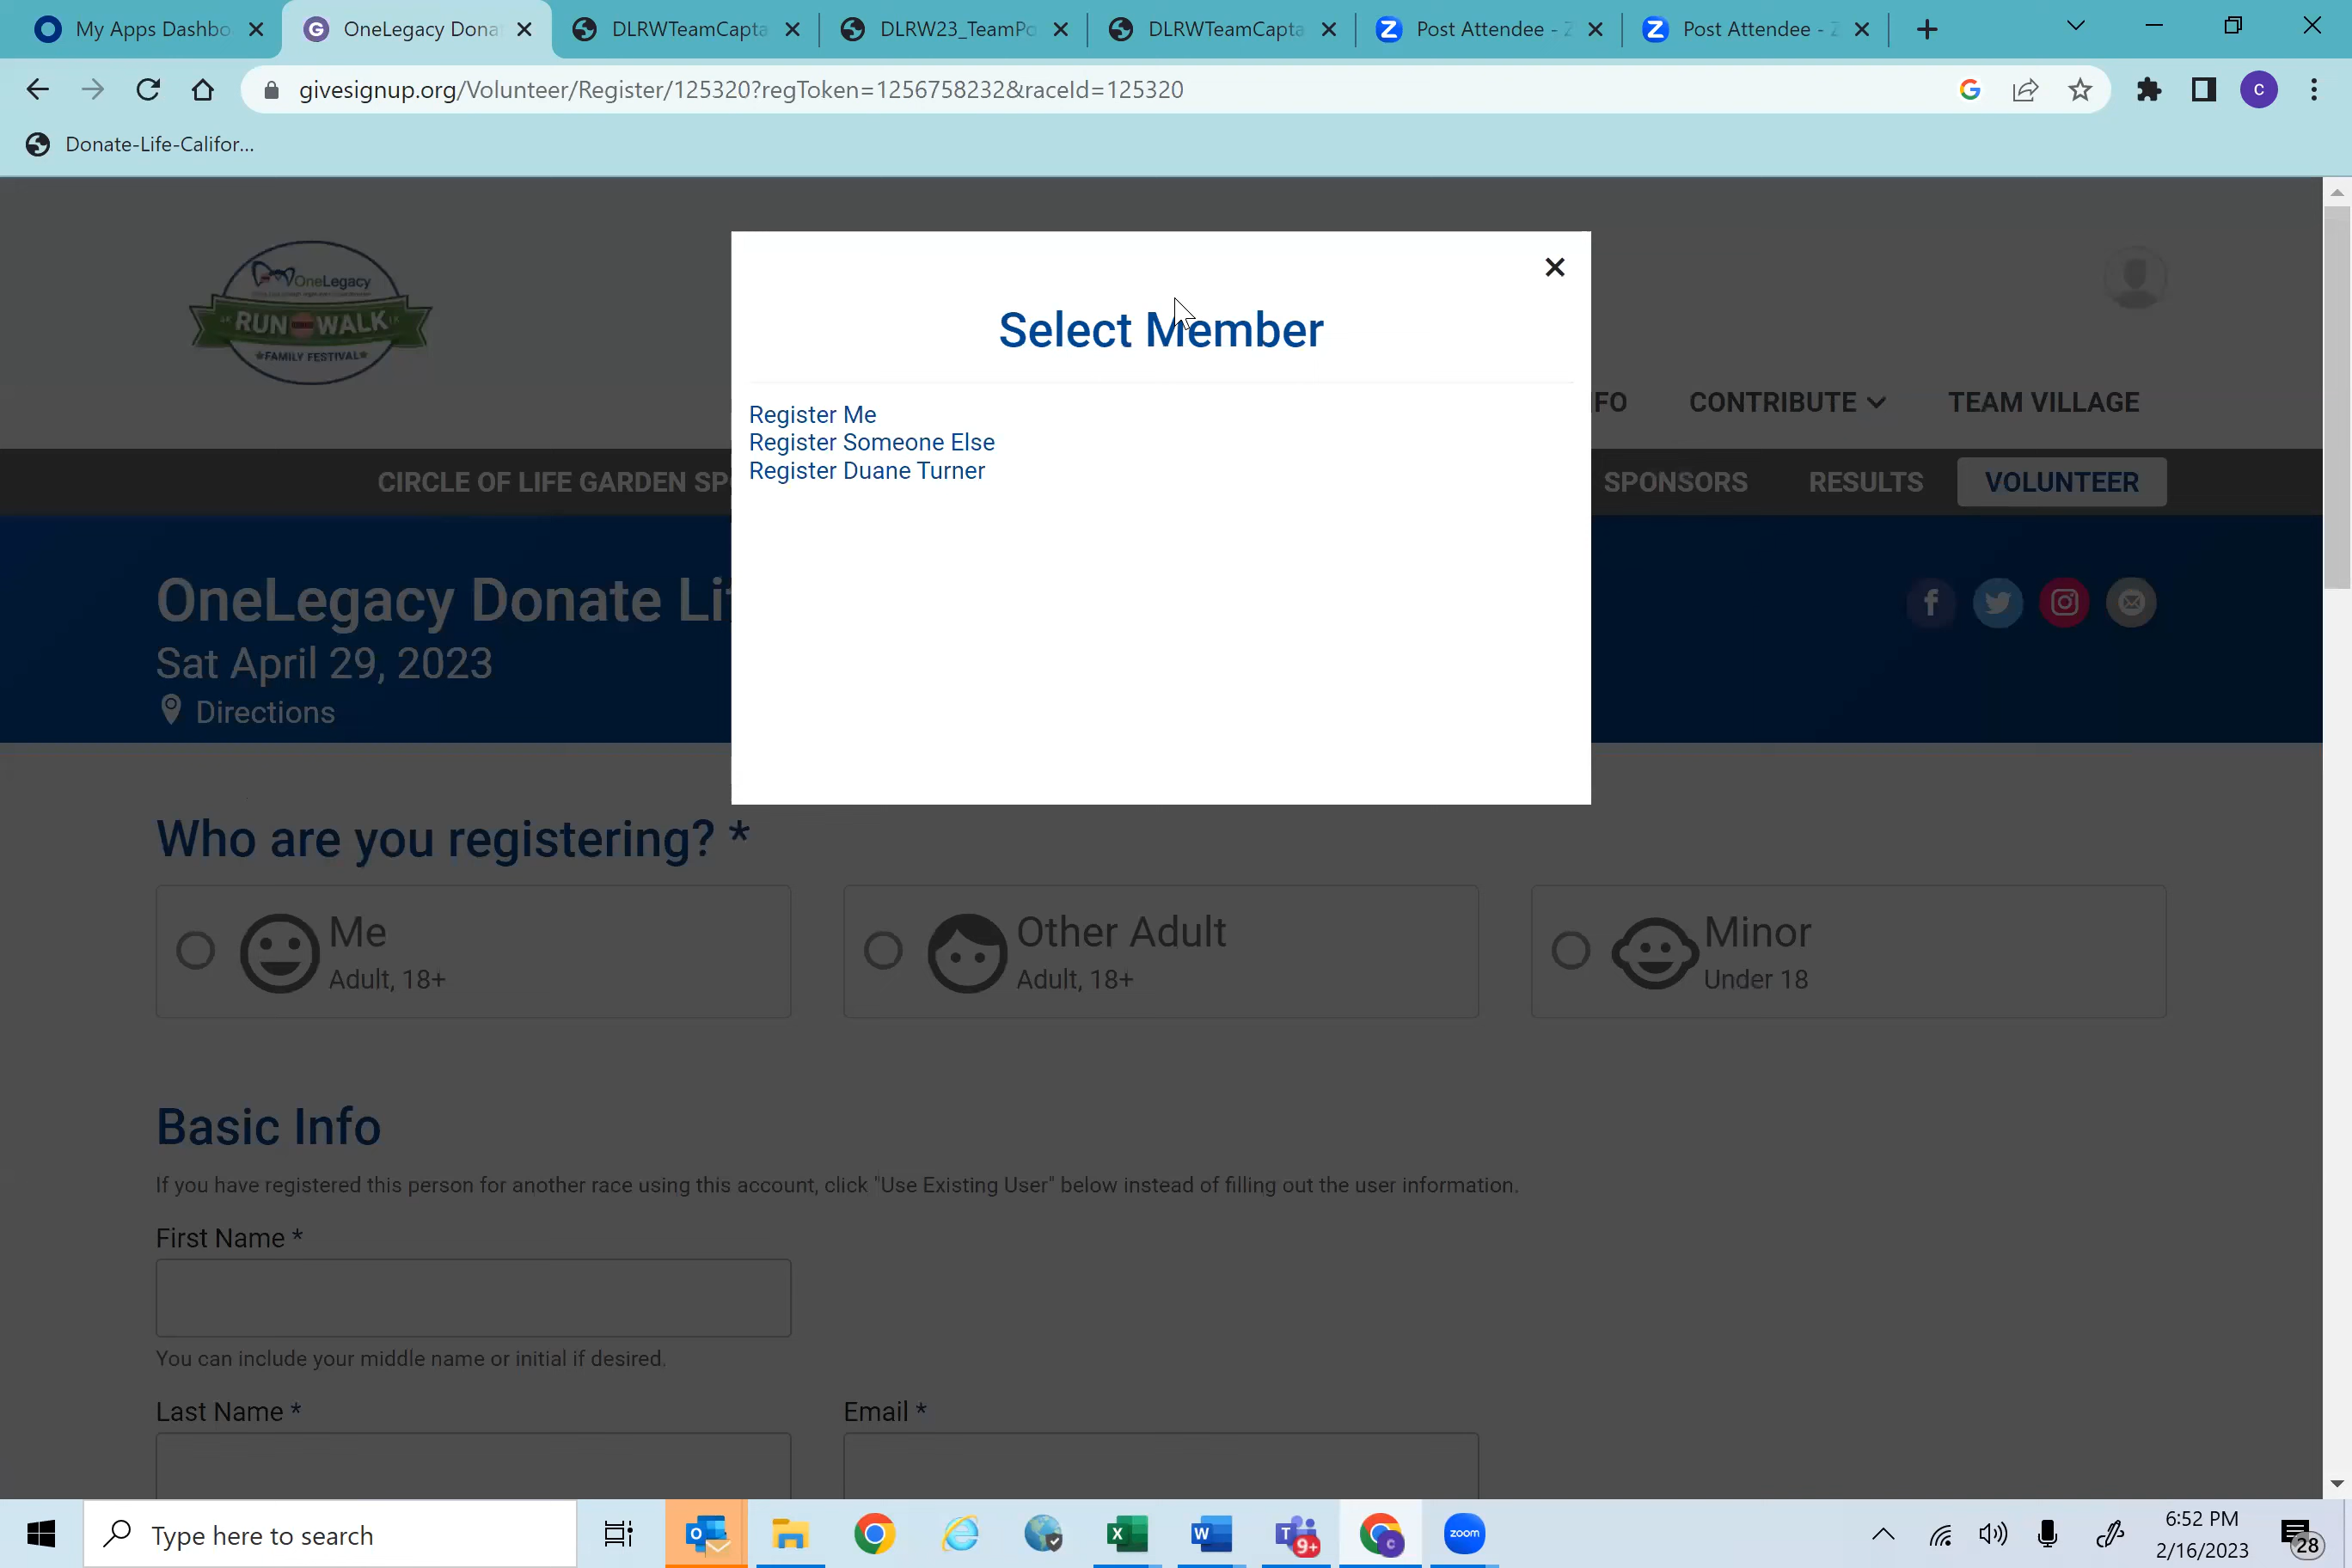 My Apps Dashbo
OneLegacy Dona
DLRWTeamCapta
DLRW23_TeamPo
DLRWTeamCapta
Post Attendee - Z
Post Attendee - Z
givesignup.org/Volunteer/Register/125320?regToken=1256758232&raceId=125320
Donate-Life-Califor...
OneLegacy
RUN WALK
★FAMILY FESTIVAL★
Select Member
Register Me
Register Someone Else
Register Duane Turner
FO
CONTRIBUTE
TEAM VILLAGE
CIRCLE OF LIFE GARDEN SP
SPONSORS
RESULTS
VOLUNTEER
OneLegacy Donate Li
Sat April 29, 2023
Directions
Who are you registering? *
Me
Adult, 18+
Other Adult
Adult, 18+
Minor
Under 18
Basic Info
If you have registered this person for another race using this account, click "Use Existing User" below instead of filling out the user information.
First Name *
You can include your middle name or initial if desired.
Last Name *
Email *
Type here to search
9+
zoom
6:52 PM
2/16/2023
28